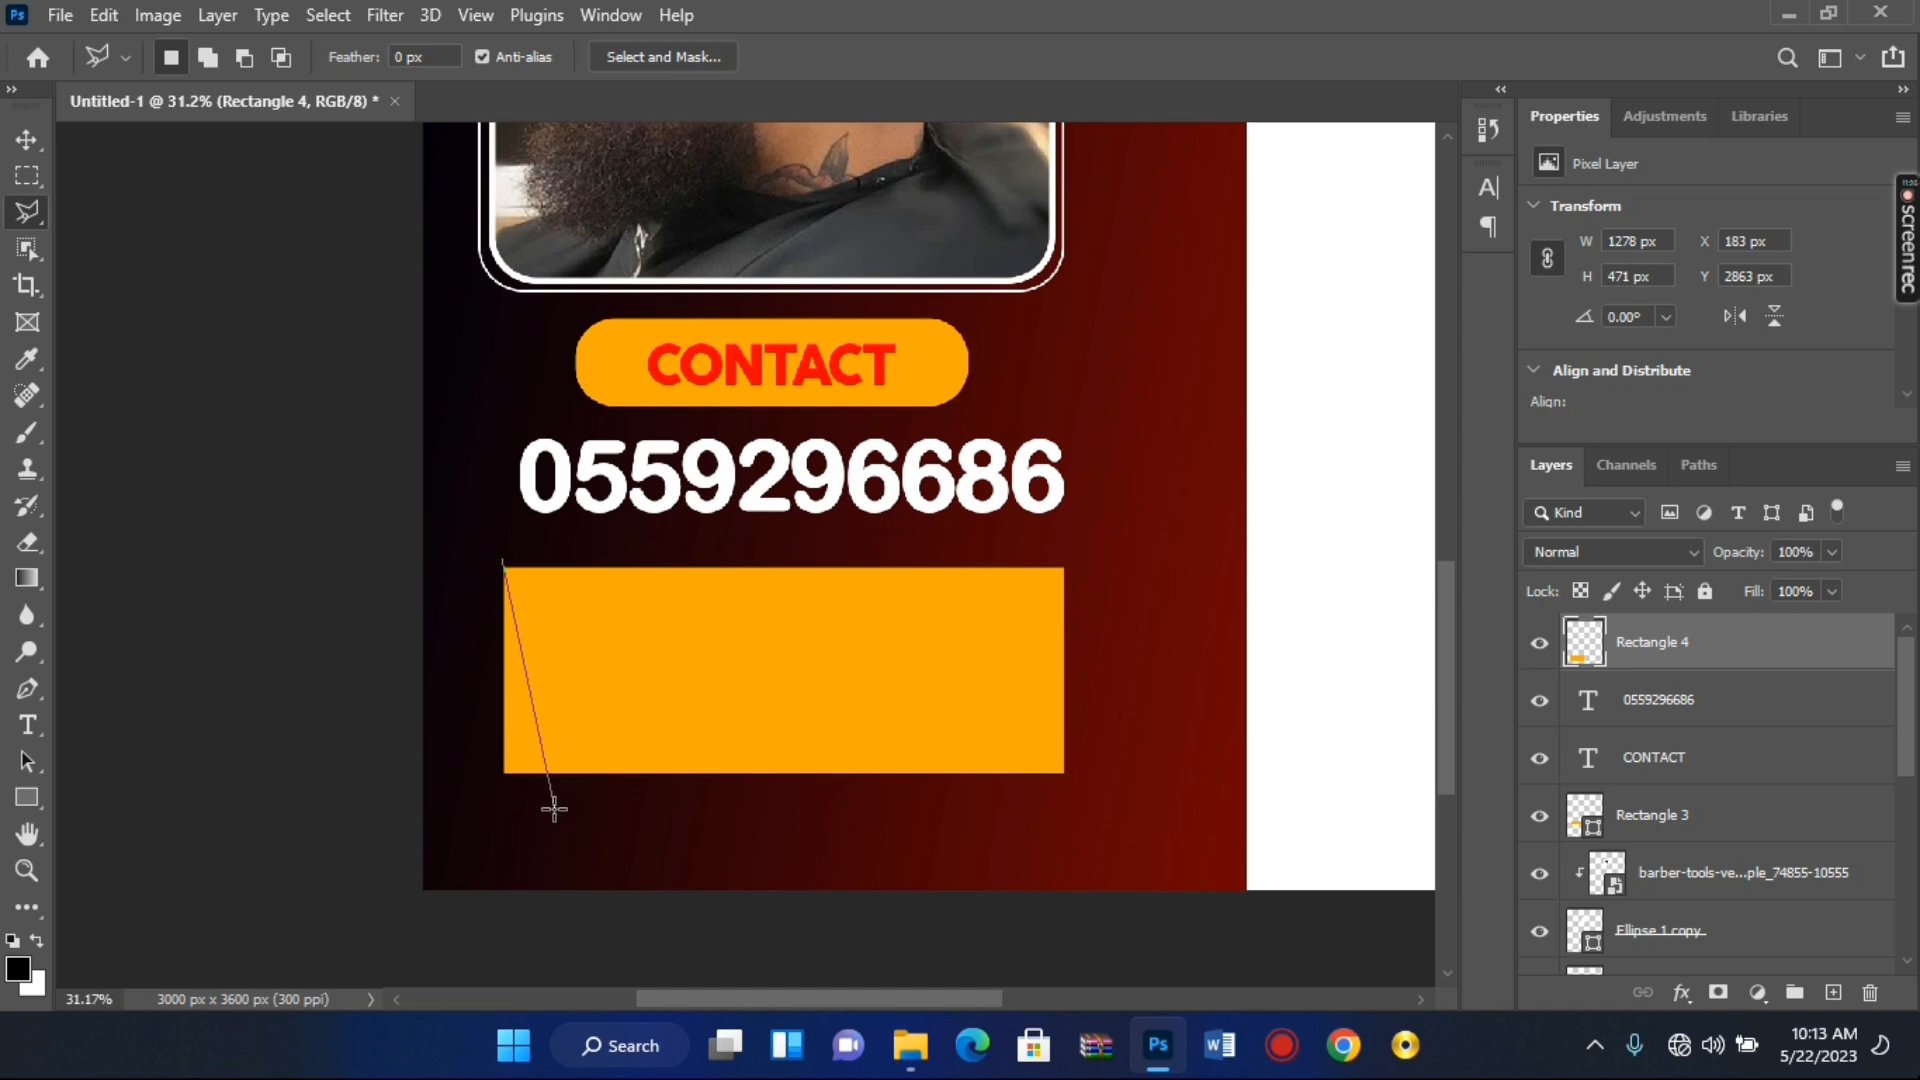 Ps File Edit Image Layer Type Select Filter 3D View Plugins Window Help
Feather: 0 px Anti-alias Select and Mask...
Untitled-1 @ 31.2% (Rectangle 4, RGB/8) * ×
Properties Adjustments Libraries
Pixel Layer
Transform
W 1278 px X 183 px
H 471 px Y 2863 px
0.00°
Align and Distribute
Align:
screenrec
CONTACT
0559296686
Layers Channels Paths
Kind
Normal Opacity: 100%
Lock: Fill: 100%
Rectangle 4
0559296686
CONTACT
Rectangle 3
barber-tools-ve...ple_74855-10555
Ellipse 1 copy
fx
31.17% 3000 px x 3600 px (300 ppi)
Search
Ps
W
10:13 AM
5/22/2023